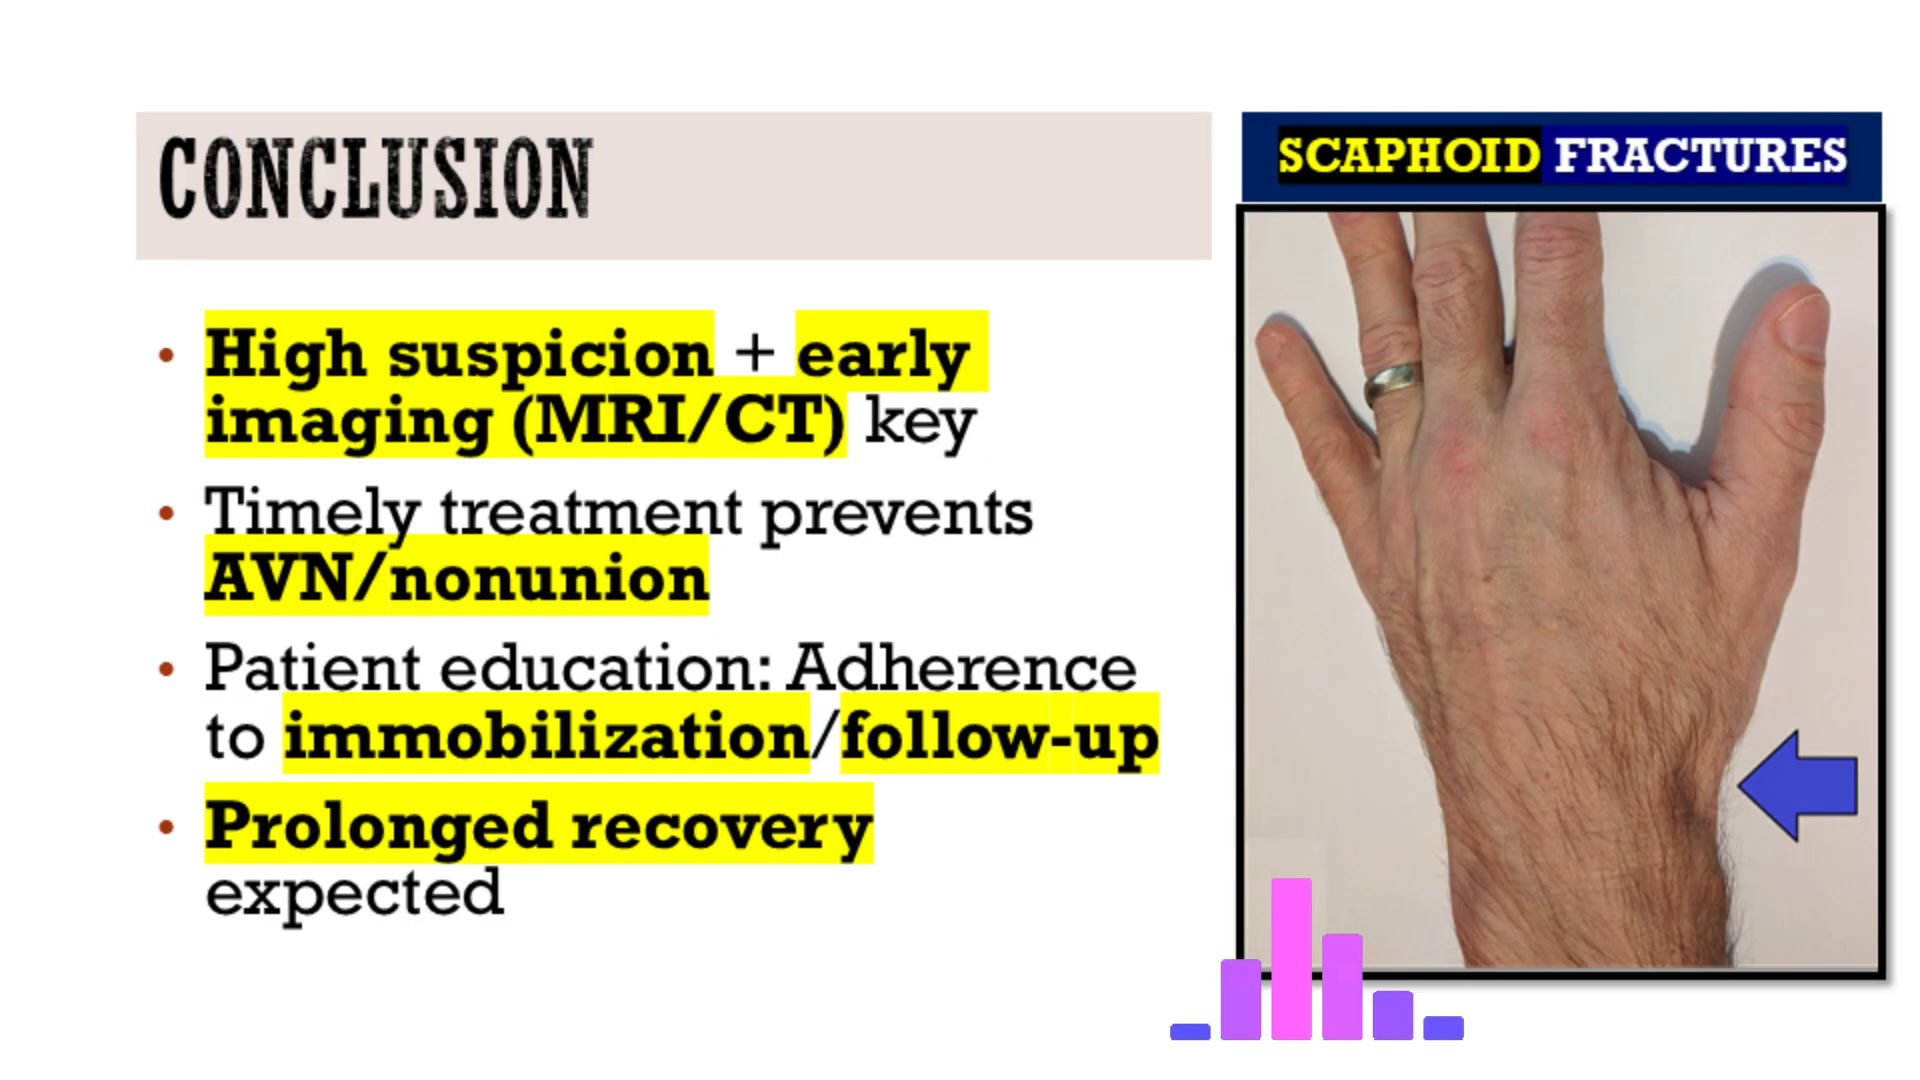 CONCLUSION
SCAPHOID FRACTURES
• High suspicion + early
imaging (MRI/CT) key
• Timely treatment prevents
AVN/nonunion
• Patient education: Adherence
to immobilization/follow-up
• Prolonged recovery
expected